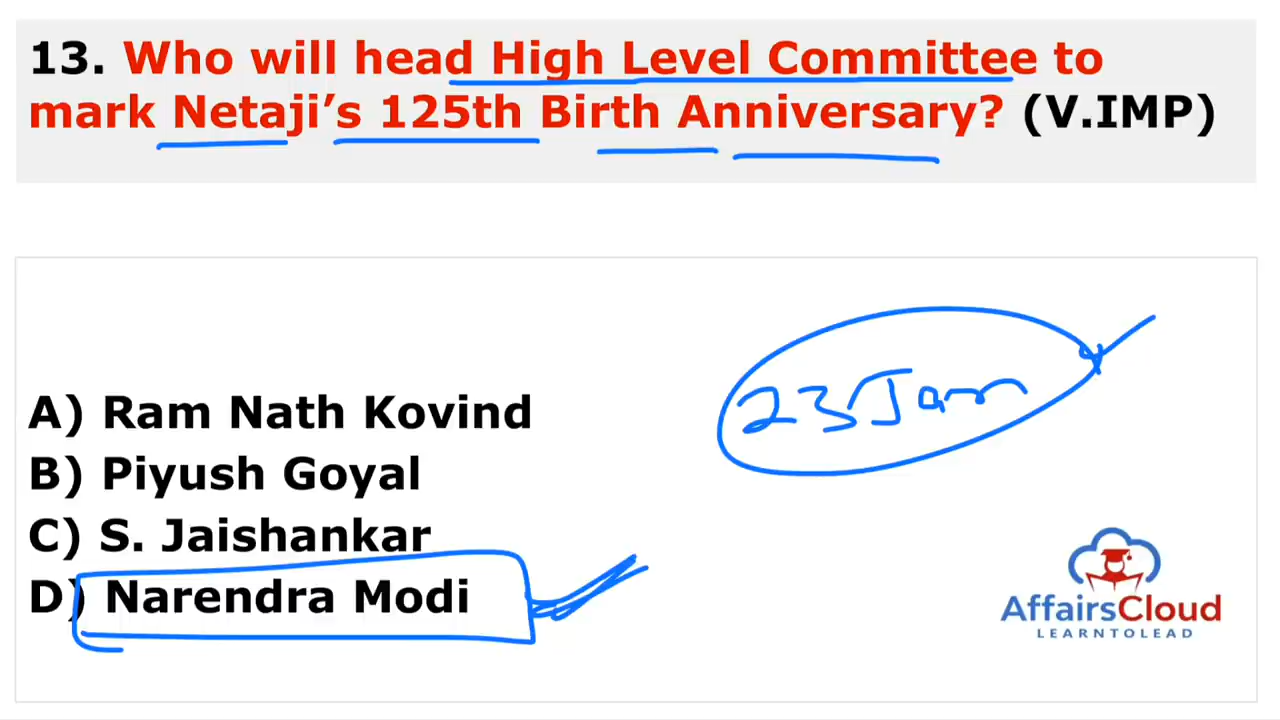 13. Who will head High Level Committee to
mark Netaji’s 125th Birth Anniversary? (V.IMP)
23 Jan
A) Ram Nath Kovind
B) Piyush Goyal
C) S. Jaishankar
D) Narendra Modi
AffairsCloud
LEARNTOLEAD